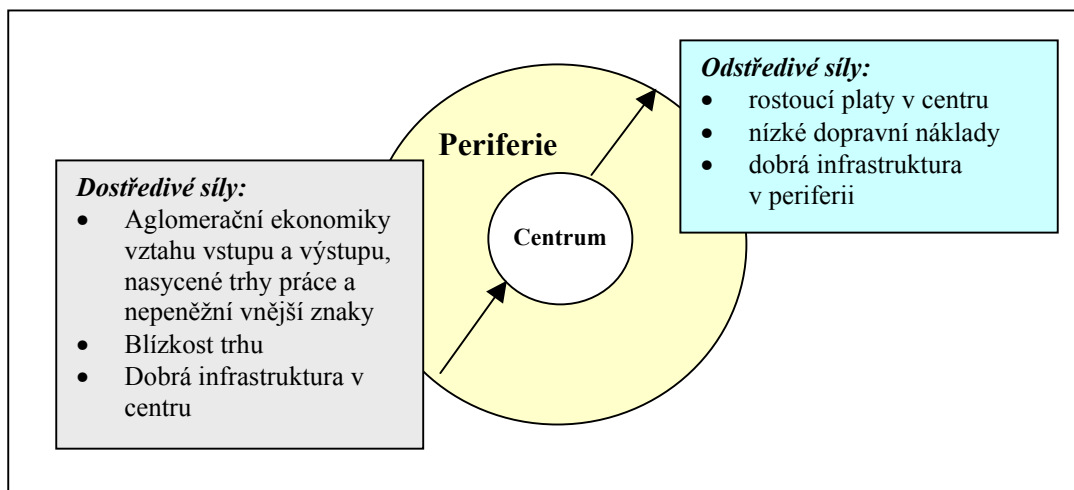 Odstředivé síly:
• rostoucí platy v centru
• nízké dopravní náklady
• dobrá infrastruktura
v periferii
Periferie
Dostředivé síly:
• Aglomerační ekonomiky
vztahu vstupu a výstupu,
nasycené trhy práce a
nepeněžní vnější znaky
• Blízkost trhu
• Dobrá infrastruktura v
centru
Centrum